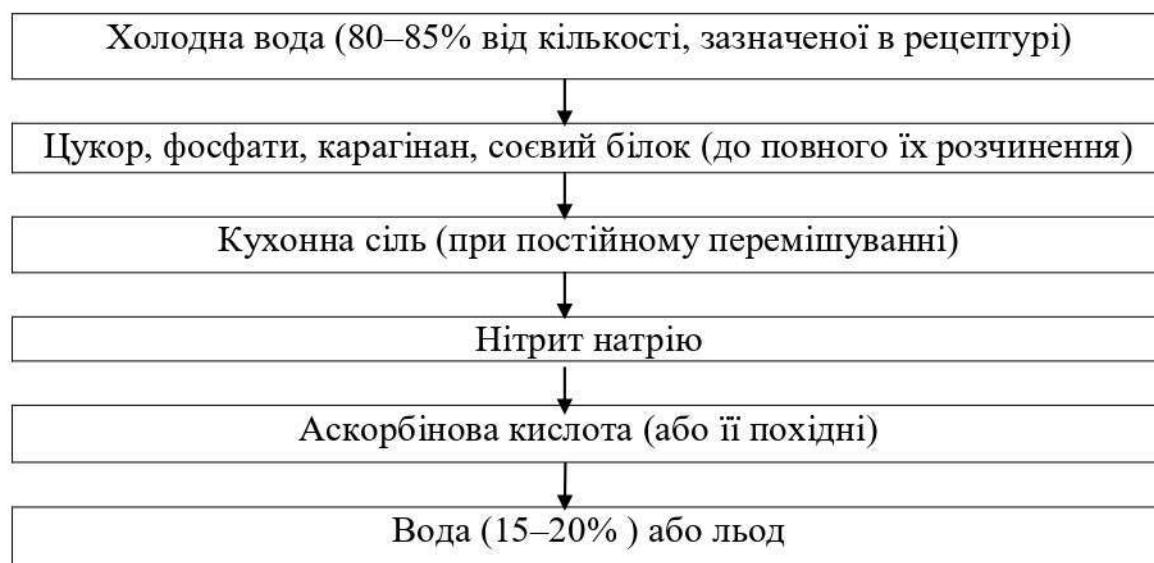 Холодна вода (80–85% від кількості, зазначеної в рецептурі)
Цукор, фосфати, карагінан, соєвий білок (до повного їх розчинення)
Кухонна сіль (при постійному перемішуванні)
Нітрит натрію
Аскорбінова кислота (або її похідні)
Вода (15–20% ) або льод